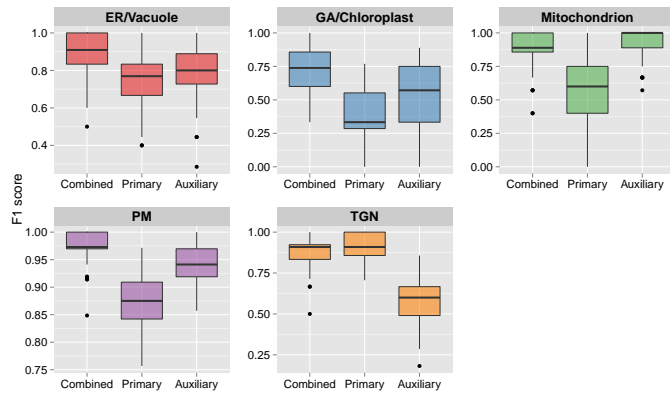 ER/Vacuole
GA/Chloroplast
Mitochondrion
1.0
0.8
0.6
0.4
1.00
0.75
0.50
0.25
0.00
1.00
0.75
0.50
0.25
0.00
Combined Primary Auxiliary
Combined Primary Auxiliary
Combined Primary Auxiliary
F1 score
PM
TGN
1.00
0.95
0.90
0.85
0.80
0.75
1.00
0.75
0.50
0.25
Combined Primary Auxiliary
Combined Primary Auxiliary